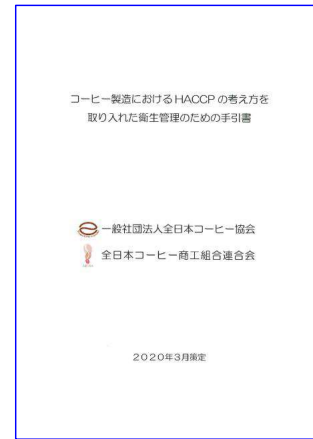 コーヒー製造におけるHACCPの考え方を
取り入れた衛生管理のための手引書
一般社団法人全日本コーヒー協会
全日本コーヒー商工組合連合会
2020年3月策定